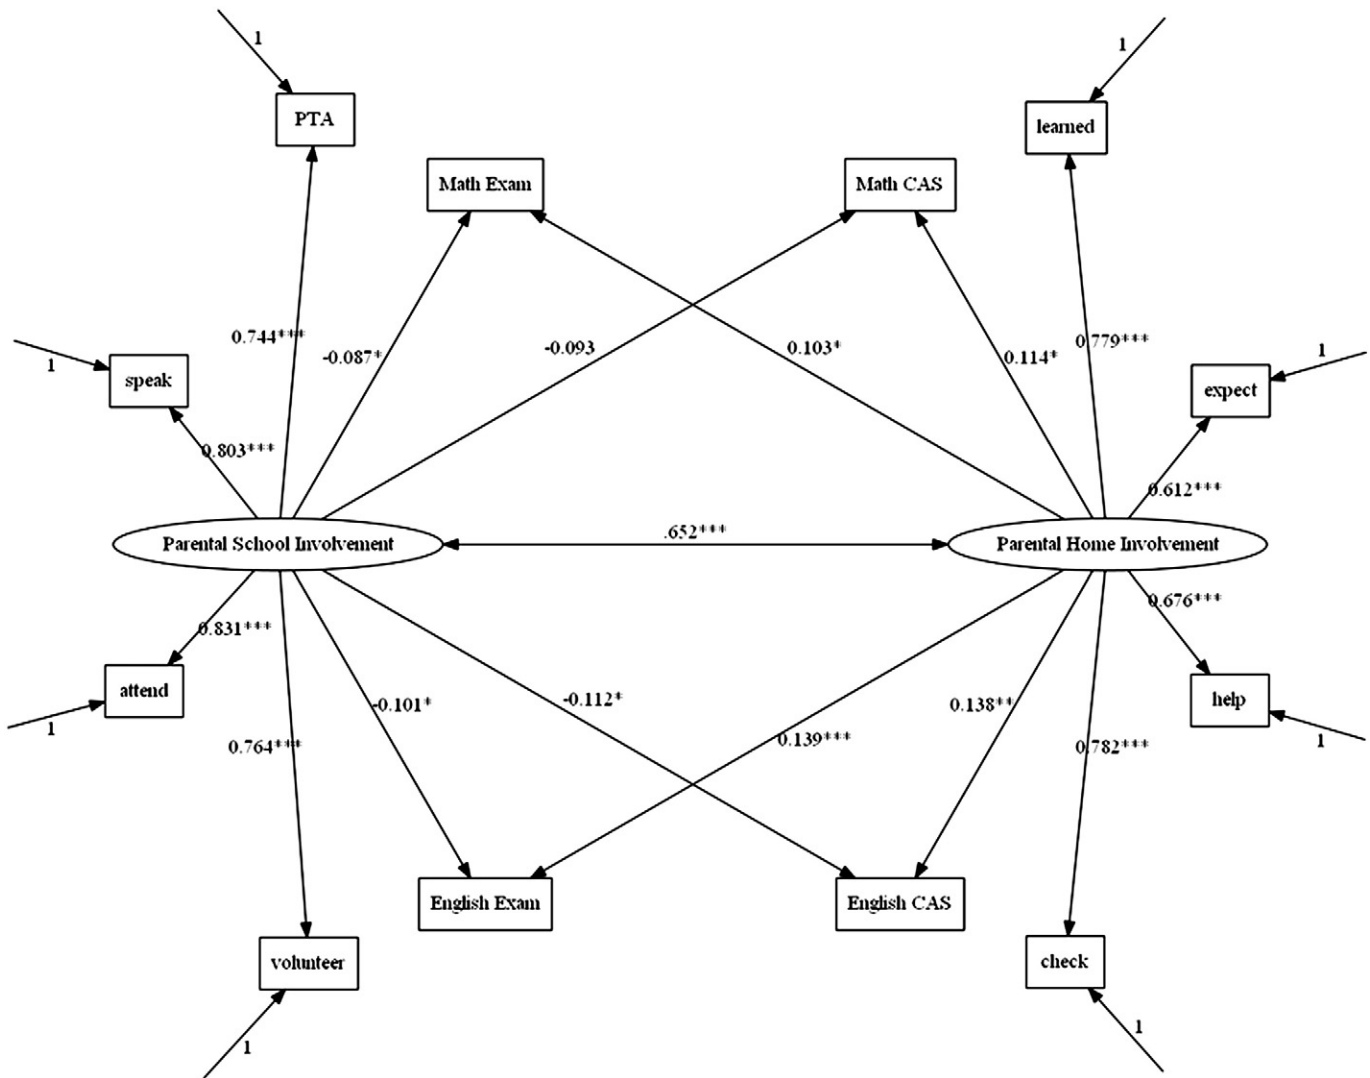 1
1
PTA
learned
Math Exam
Math CAS
0.744***
-0.087*
-0.093
0.103*
0.114*
0.779***
1
1
speak
expect
0.803***
0.612***
Parental School Involvement
.652***
Parental Home Involvement
0.831***
0.676***
attend
help
1
1
-0.101*
-0.112*
0.138**
0.139***
0.764***
0.782***
English Exam
English CAS
volunteer
check
1
1